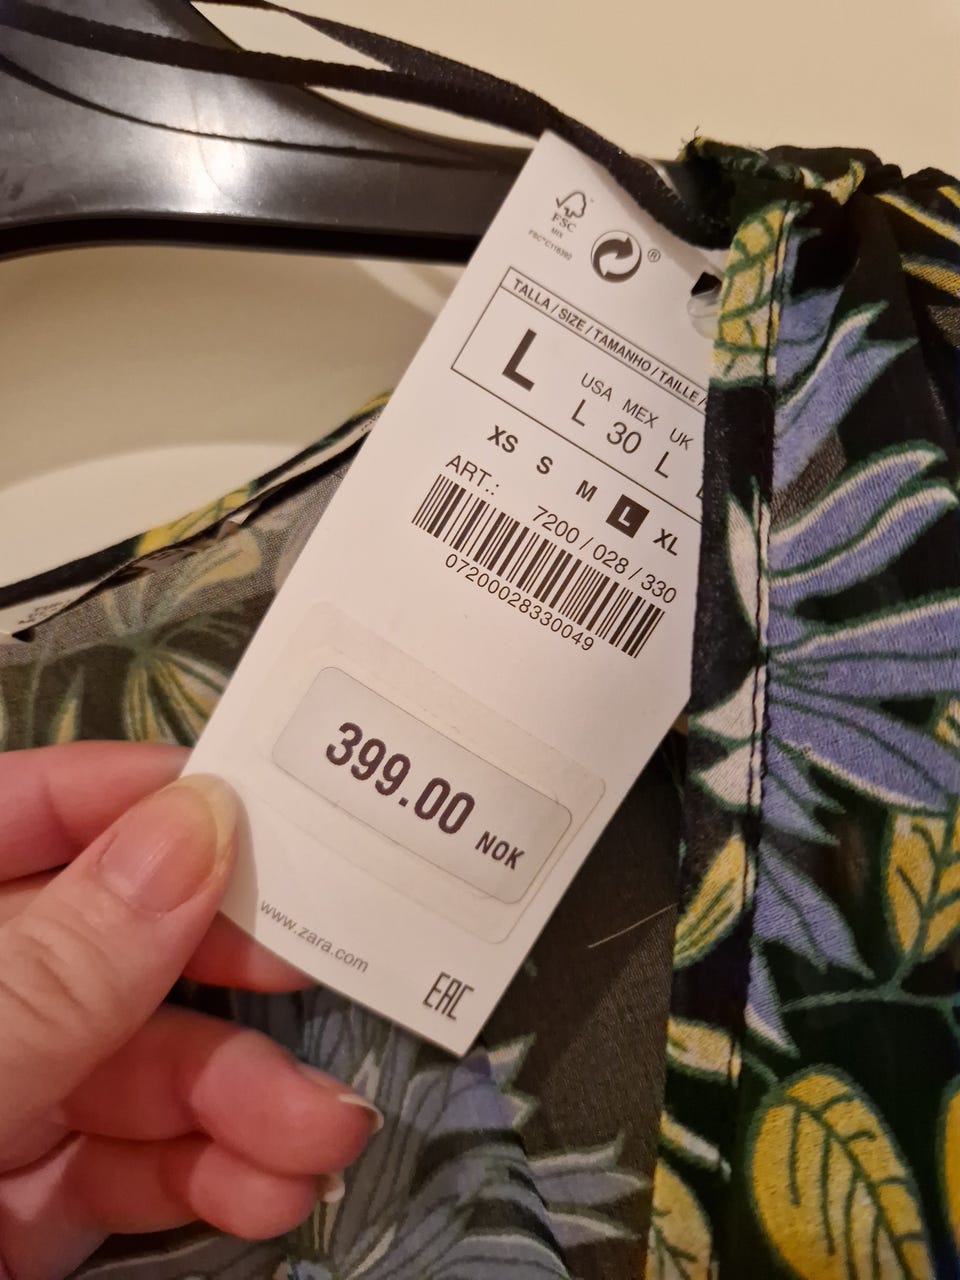 FSC
MIX
FSC® C116392
®
TALLA / SIZE / TAMANHO / TAILLE /
L
USA MEX UK
L 30 L
XS S M L XL
ART.: 7200 / 028 / 330
07200028330049
399.00 NOK
www.zara.com
EAC